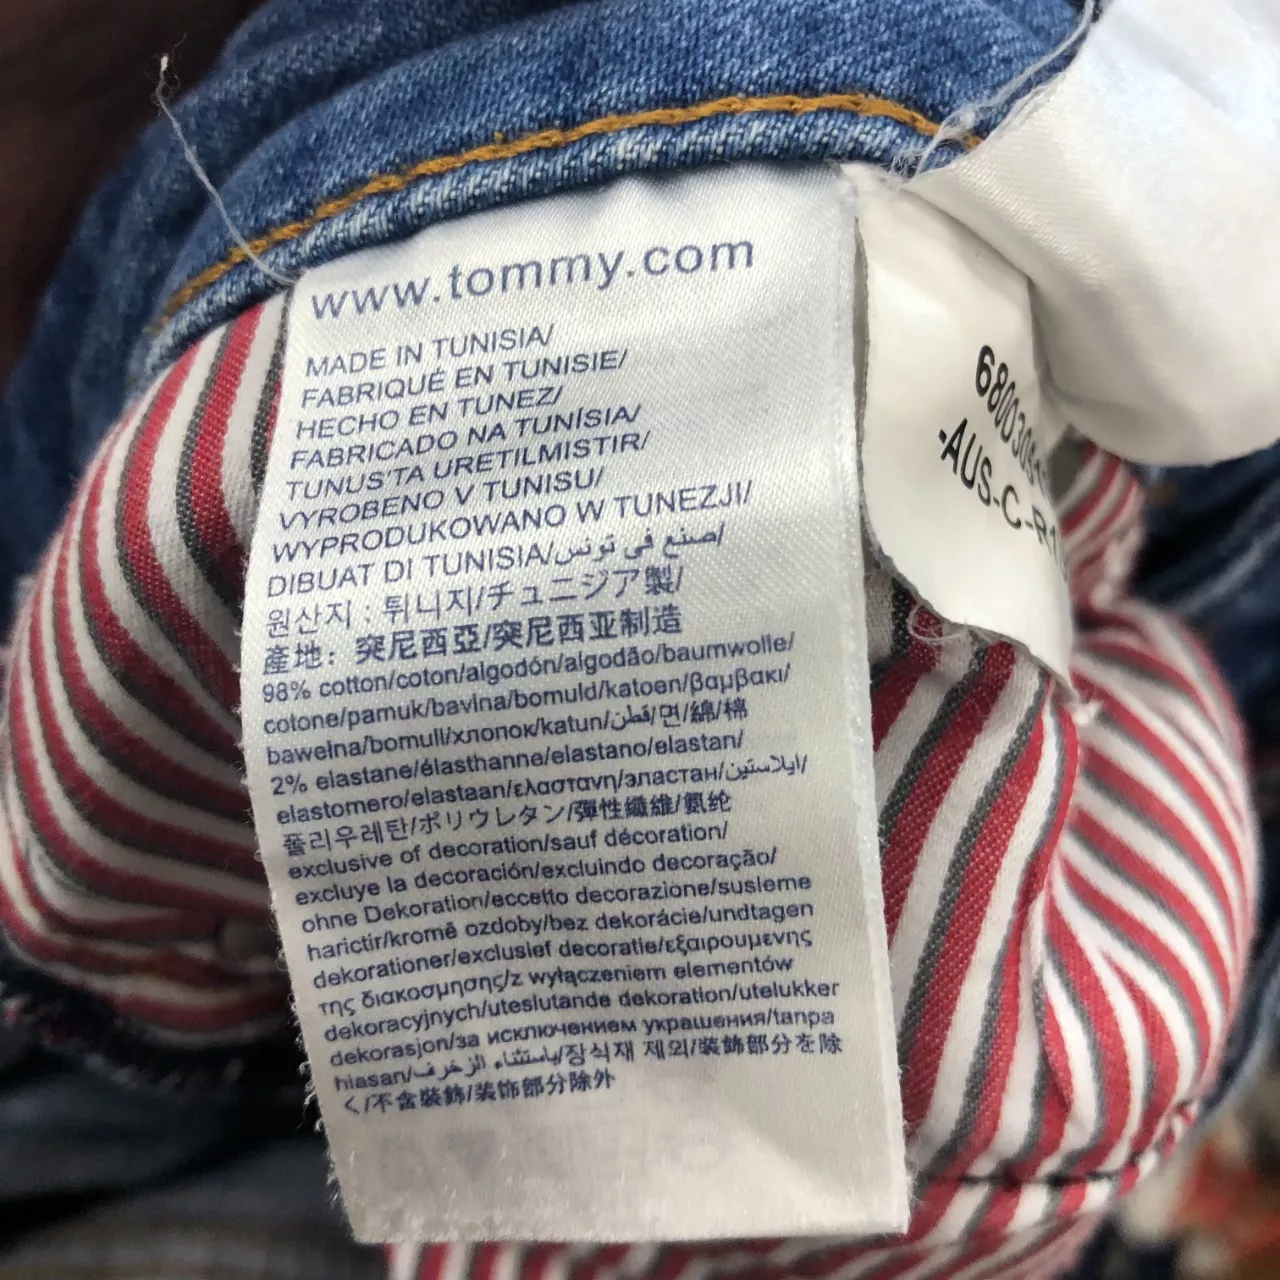 www.tommy.com
MADE IN TUNISIA/
FABRIQUÉ EN TUNISIE/
HECHO EN TUNEZ/
FABRICADO NA TUNÍSIA/
TUNUS'TA URETILMISTIR/
VYROBENO V TUNISU/
WYPRODUKOWANO W TUNEZJI/
DIBUAT DI TUNISIA/صنع في تونس/
원산지 : 튀니지/チュニジア製/
產地: 突尼西亞/突尼西亚制造
98% cotton/coton/algodón/algodão/baumwolle/
cotone/pamuk/bavlna/bomuld/katoen/βαμβακι/
bawełna/bomull/хлопок/katun/قطن/면/綿/棉
2% elastane/élasthanne/elastano/elastan/
elastomero/elastaan/ελαστανη/эластан/ايلاستين/
폴리우레탄/ポリウレタン/彈性纖維/氨纶
exclusive of decoration/sauf décoration/
excluye la decoración/excluindo decoração/
ohne Dekoration/eccetto decorazione/susleme
harictir/kromě ozdoby/bez dekorácie/undtagen
dekorationer/exclusief decoratie/εξαιρουμενης
της διακοσμησης/z wyłączeniem elementów
dekoracyjnych/uteslutande dekoration/utelukker
dekorasjon/за исключением украшения/tanpa
hiasan/باستثناء الزخرف/장식재 제외/装飾部分を除
く/不含裝飾/装饰部分除外
-AUS-C-R1